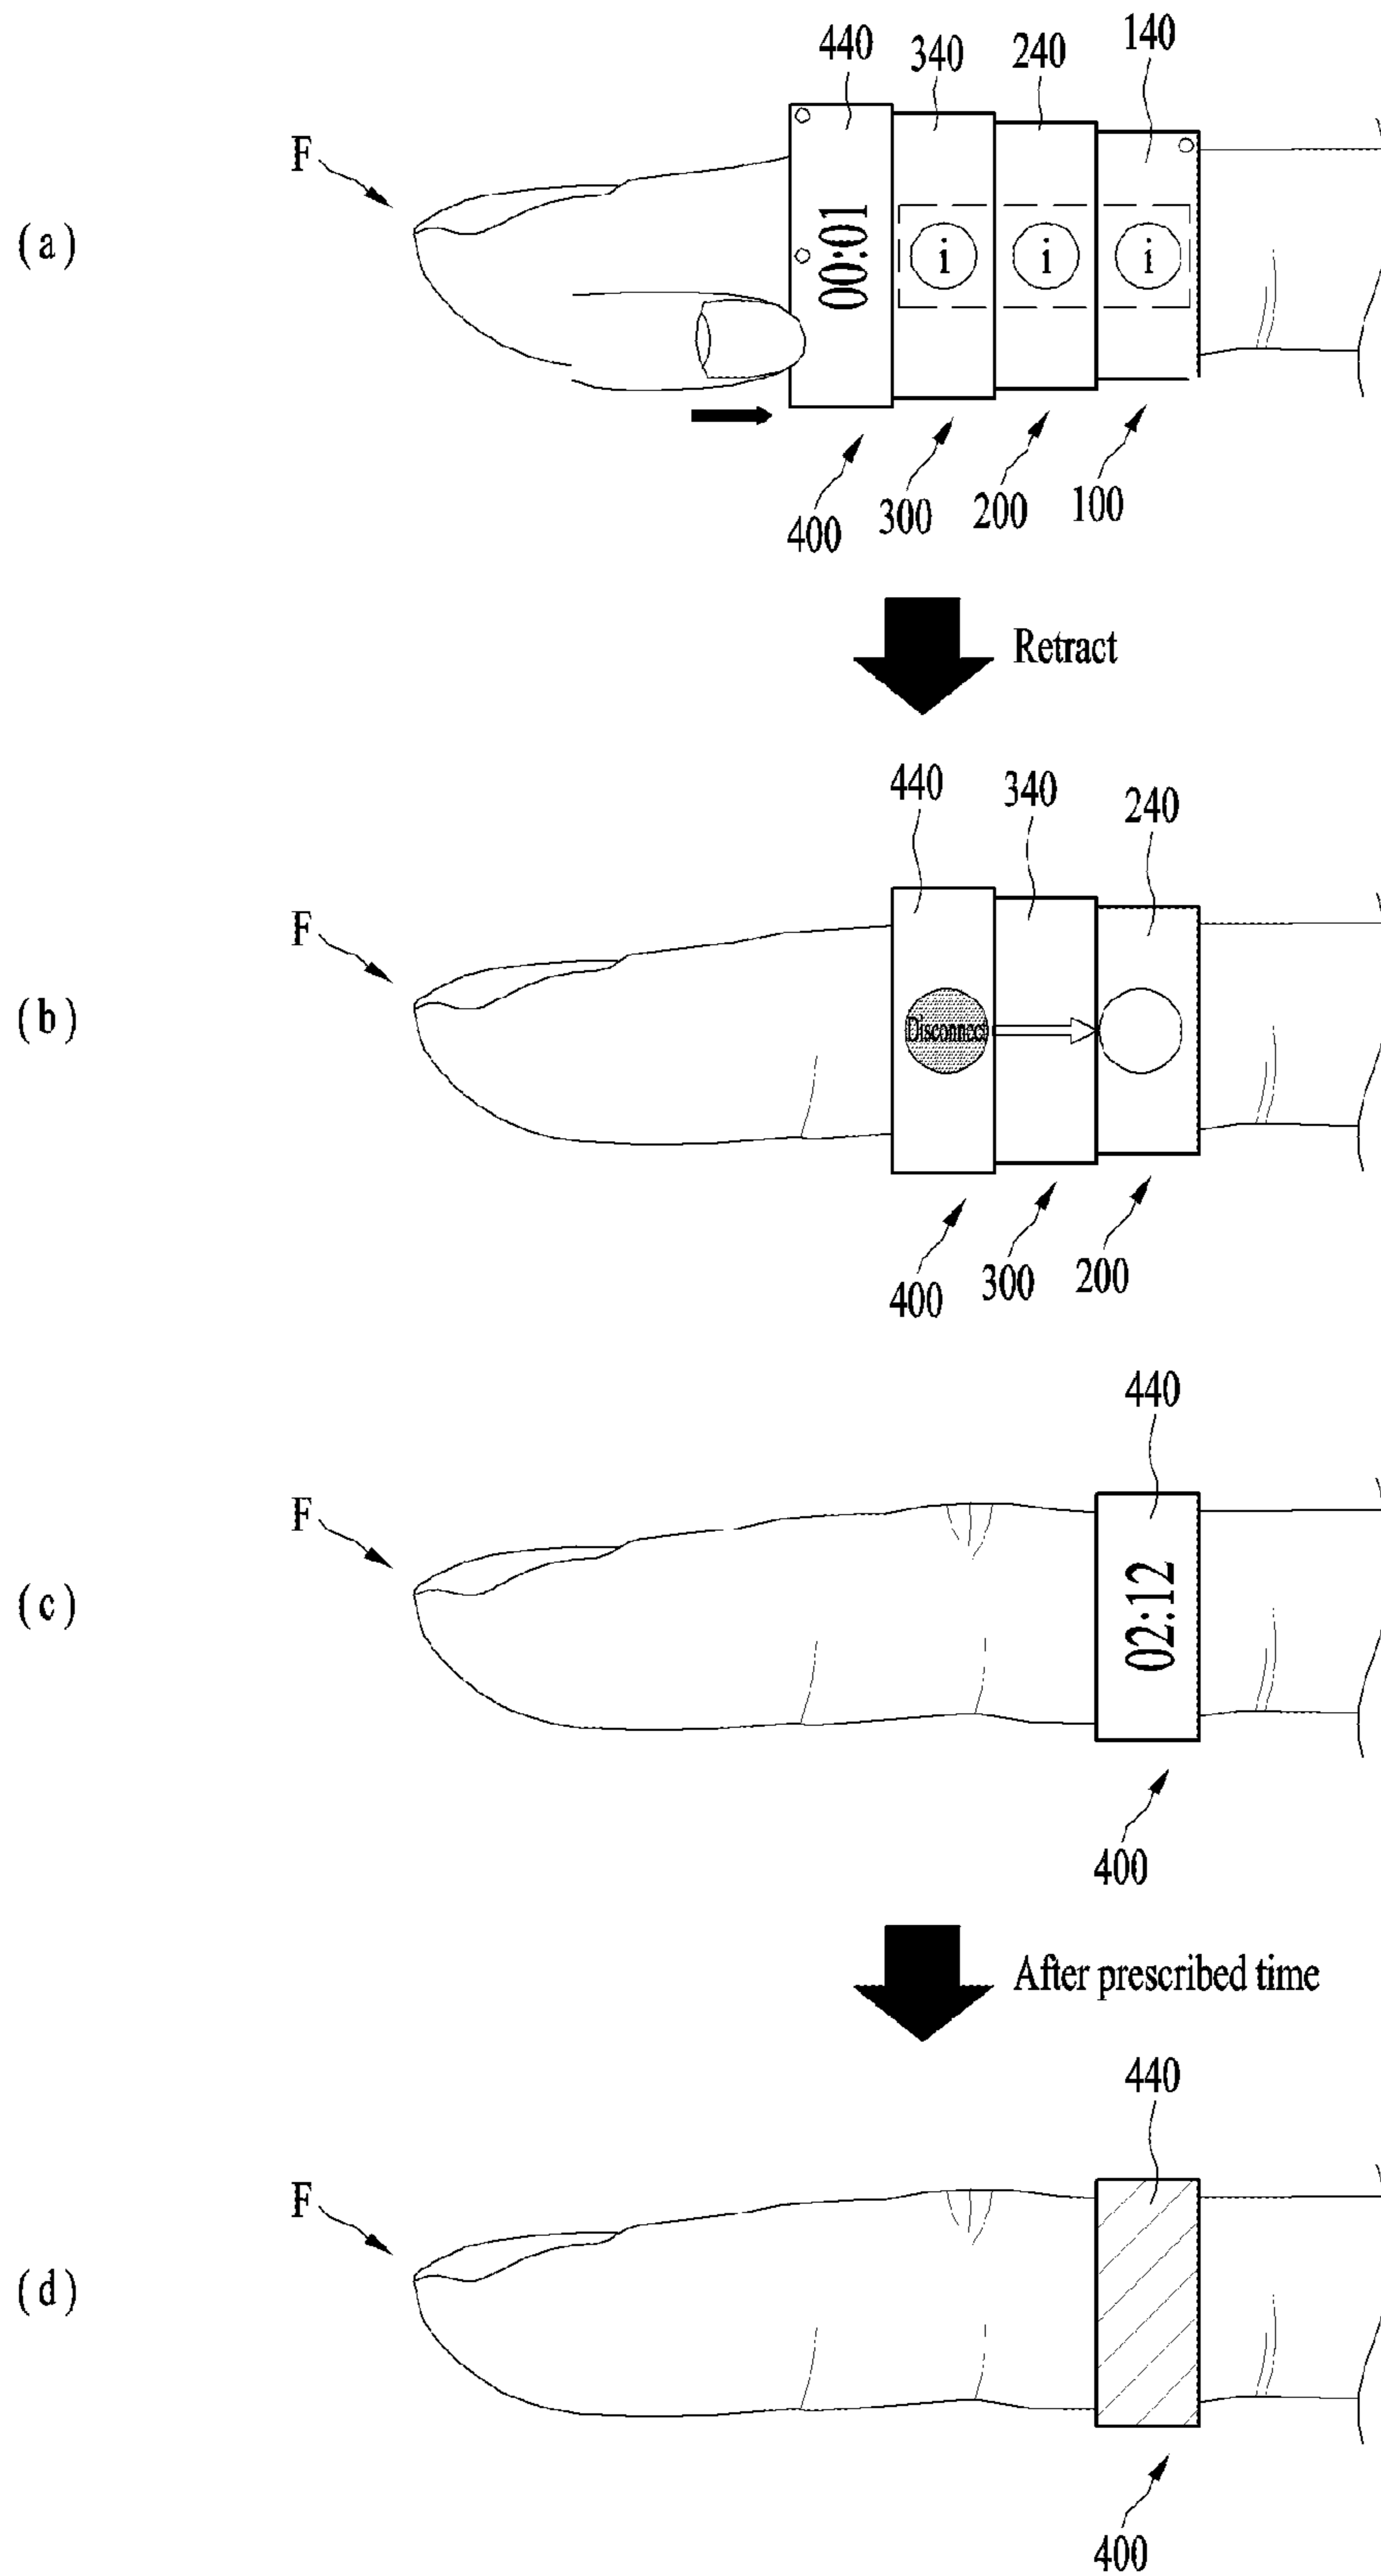 440 340 240 140
F
(a)
00:01
i i i
400 300 200 100
Retract
440 340 240
F
(b)
Disconnect
400 300 200
440
F
(c)
02:12
400
After prescribed time
440
F
(d)
400